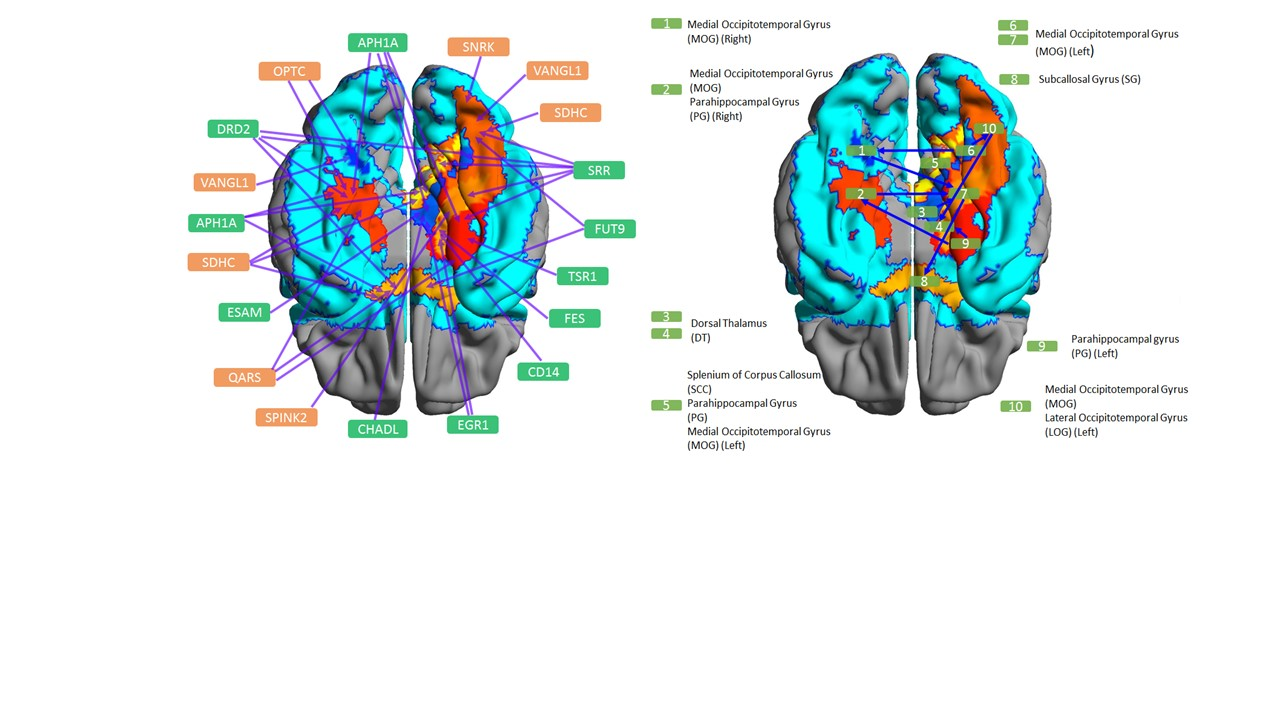 APH1A
SNRK
OPTC
VANGL1
SDHC
DRD2
SRR
VANGL1
APH1A
FUT9
SDHC
TSR1
ESAM
FES
CD14
QARS
SPINK2
CHADL
EGR1
1 Medial Occipitotemporal Gyrus
(MOG) (Right)
2 Medial Occipitotemporal Gyrus
(MOG)
Parahippocampal Gyrus
(PG) (Right)
3
4
Dorsal Thalamus
(DT)
5 Splenium of Corpus Callosum
(SCC)
Parahippocampal Gyrus
(PG)
Medial Occipitotemporal Gyrus
(MOG) (Left)
6
7
Medial Occipitotemporal Gyrus
(MOG) (Left)
8 Subcallosal Gyrus (SG)
9 Parahippocampal gyrus
(PG) (Left)
10 Medial Occipitotemporal Gyrus
(MOG)
Lateral Occipitotemporal Gyrus
(LOG) (Left)
10
1
6
5
2
7
3
4
9
8